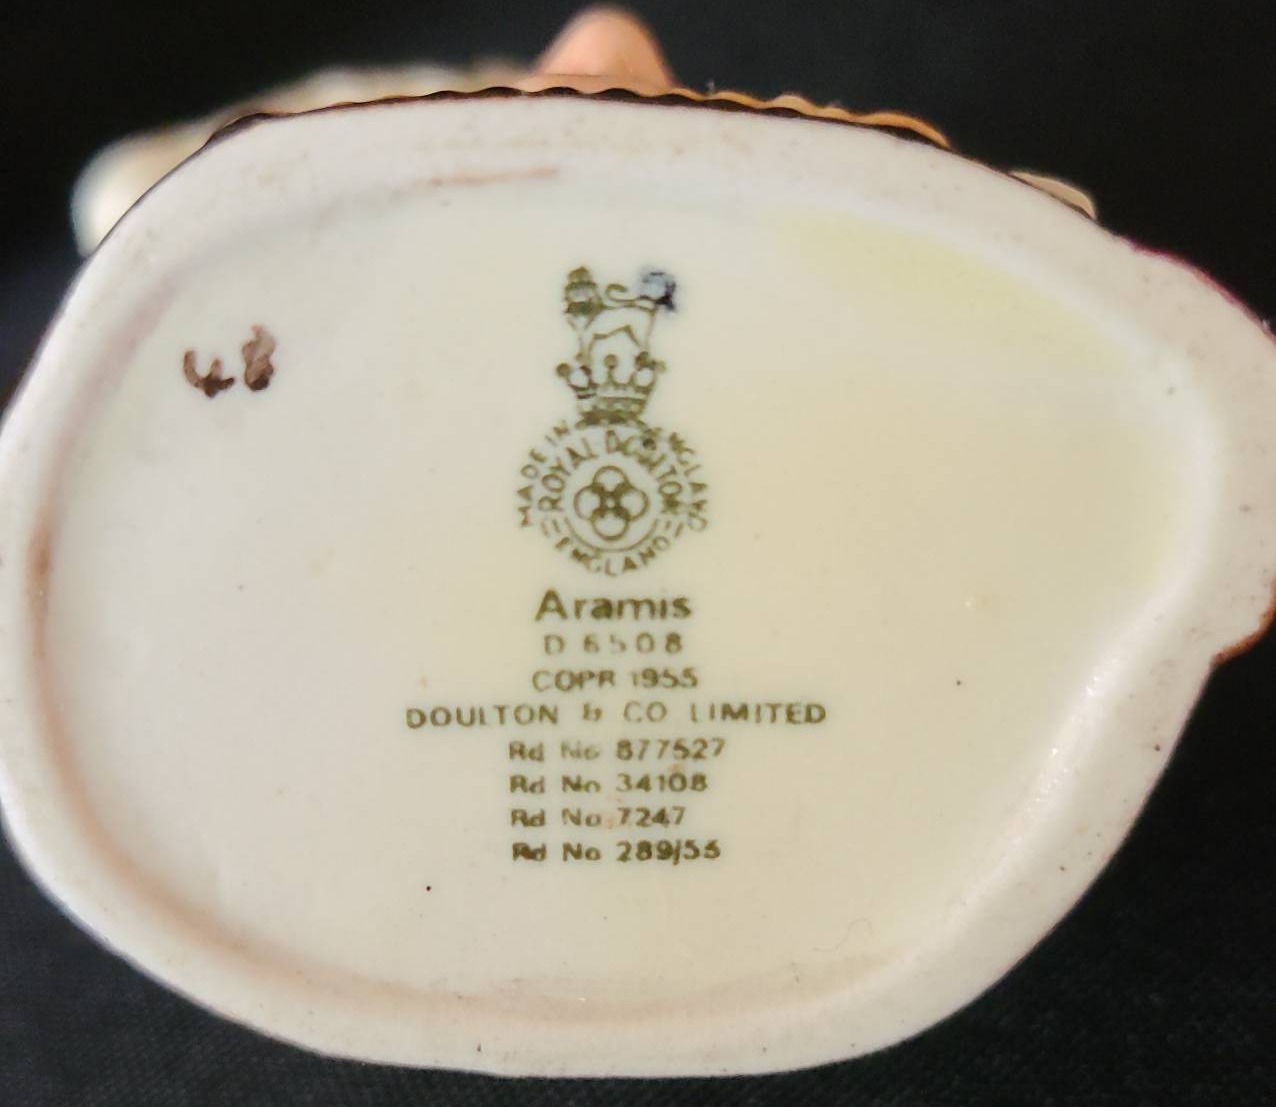 48
MADE IN ENGLAND
ROYAL DOULTON
ENGLAND
Aramis
D 6508
COPR 1955
DOULTON & CO LIMITED
Rd No 877527
Rd No 34108
Rd No 7247
Rd No 289/55